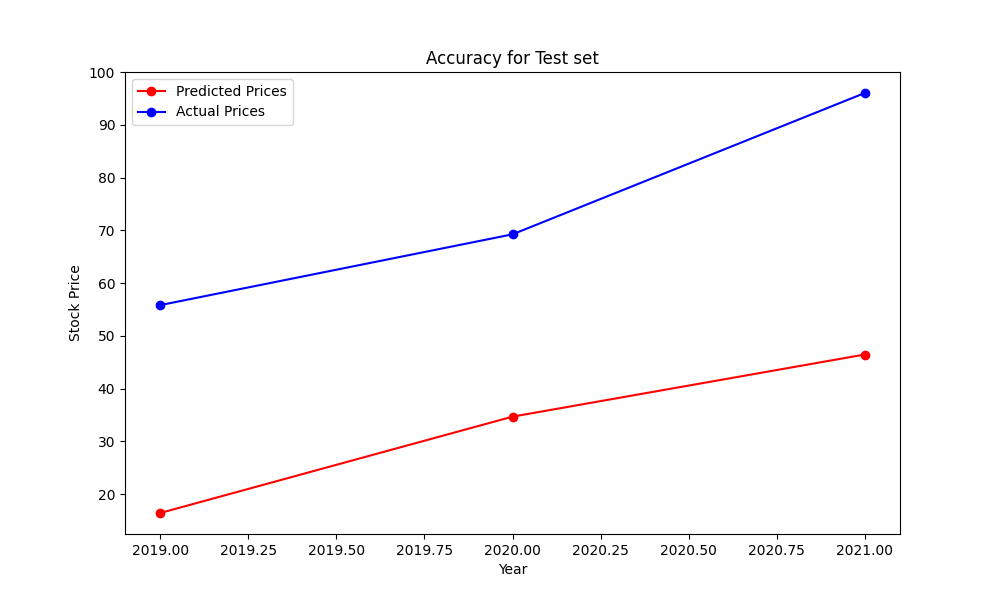 Accuracy for Test set
Predicted Prices
Actual Prices
100
90
80
70
60
50
40
30
20
Stock Price
2019.00 2019.25 2019.50 2019.75 2020.00 2020.25 2020.50 2020.75 2021.00
Year